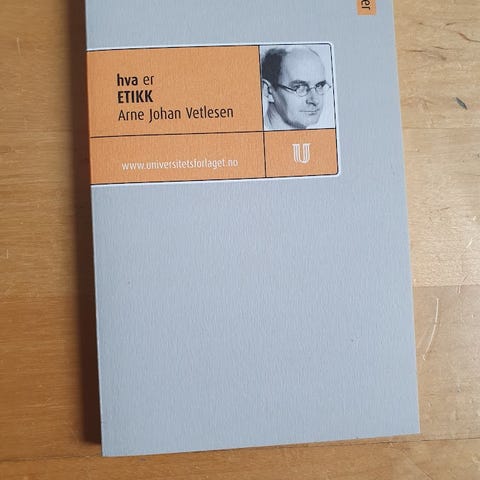 er
hva er
ETIKK
Arne Johan Vetlesen
www.universitetsforlaget.no
U